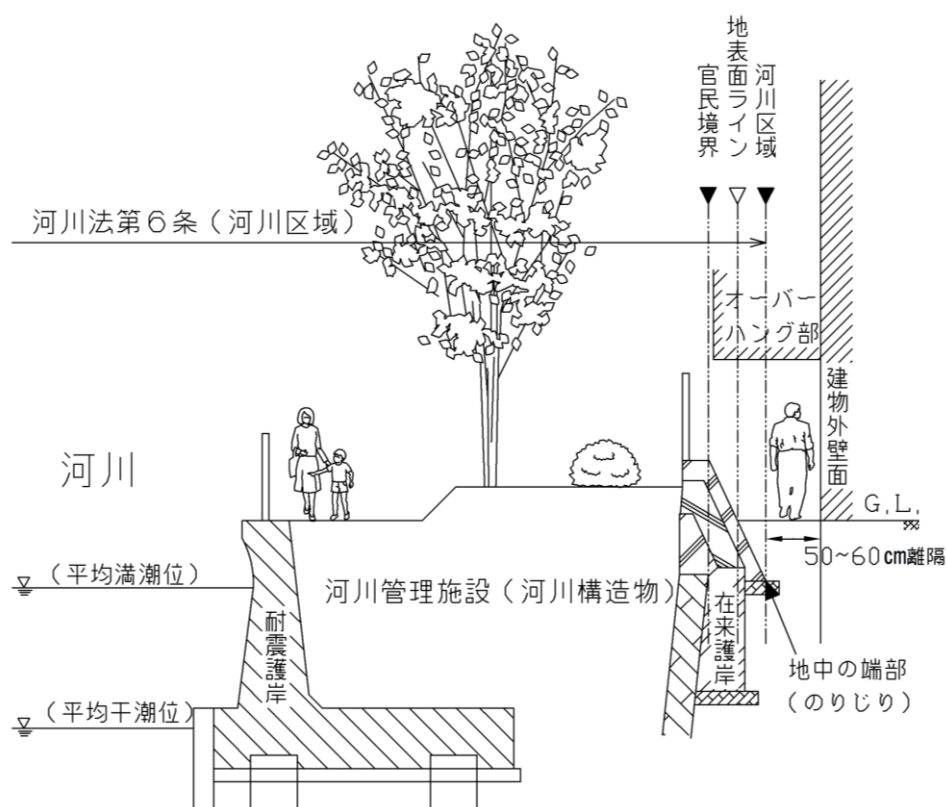 官民境界
地表面ライン
河川区域
河川法第６条（河川区域）
オーバー
ハング部
建物外壁面
河川
G.L.
50~60cm離隔
（平均満潮位）
河川管理施設（河川構造物）
耐震護岸
在来護岸
地中の端部
（のりじり）
（平均干潮位）